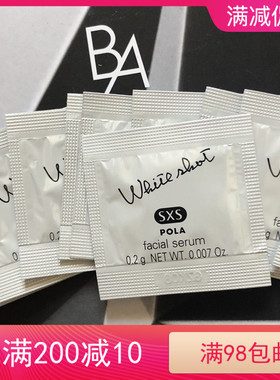 满减优
BA
White shot
SXS
POLA
facial serum
0.2 g NET WT. 0.007 Oz.
满200减10
满98包邮